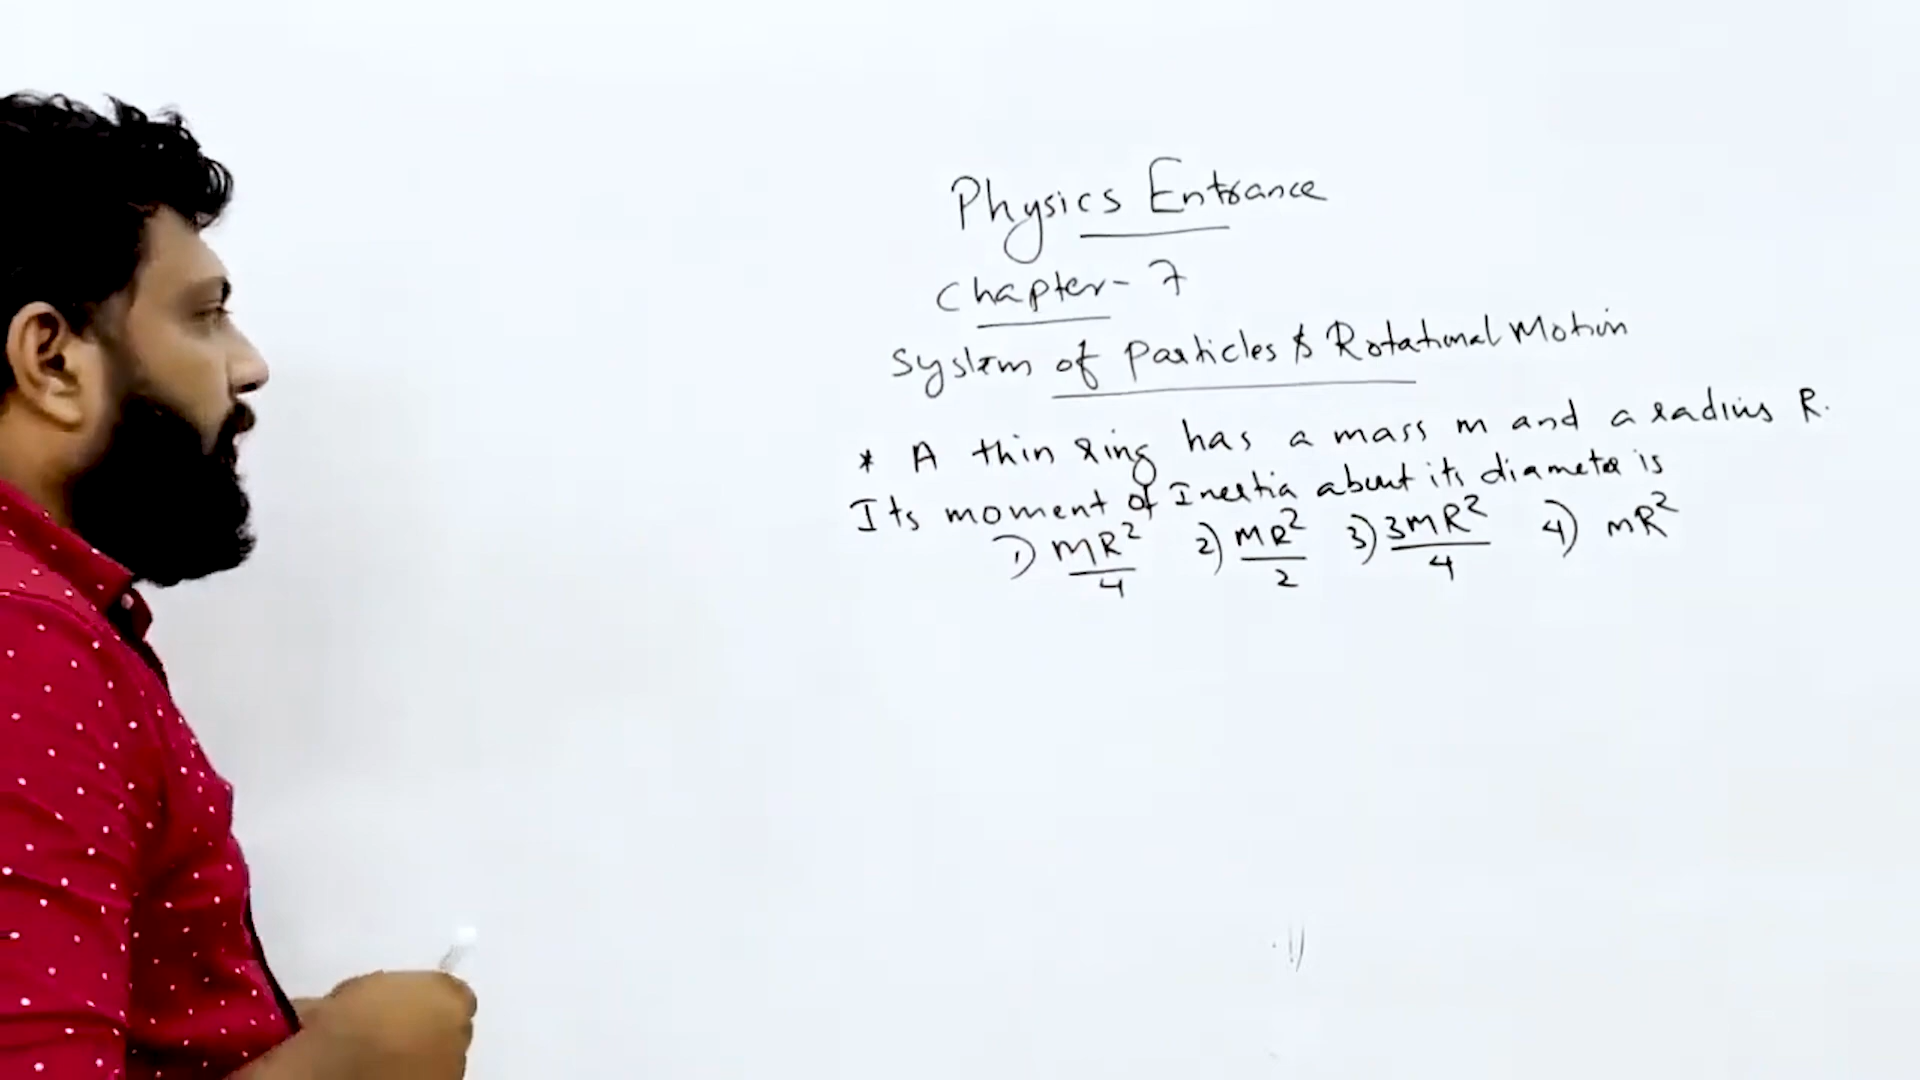 Physics Entrance
Chapter - 7
System of Particles & Rotational Motion
* A thin ring has a mass m and a radius R.
Its moment of Inertia about its diameter is
1) MR²/4 2) MR²/2 3) 3MR²/4 4) mR²